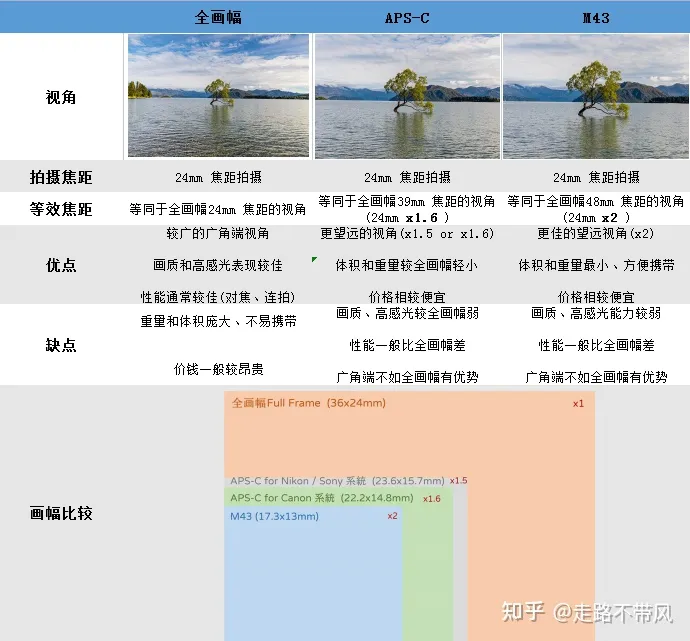 全画幅
APS-C
M43
视角
拍摄焦距
24mm 焦距拍摄
24mm 焦距拍摄
24mm 焦距拍摄
等效焦距
等同于全画幅24mm 焦距的视角
等同于全画幅39mm 焦距的视角
(24mm x1.6 )
等同于全画幅48mm 焦距的视角
(24mm x2 )
优点
较广的广角端视角
画质和高感光表现较佳
性能通常较佳(对焦、连拍)
更望远的视角(x1.5 or x1.6)
体积和重量较全画幅轻小
价格相较便宜
更佳的望远视角(x2)
体积和重量最小、方便携带
价格相较便宜
缺点
重量和体积庞大、不易携带
价钱一般较昂贵
画质、高感光较全画幅弱
性能一般比全画幅差
广角端不如全画幅有优势
画质、高感光能力较弱
性能一般比全画幅差
广角端不如全画幅有优势
画幅比较
全画幅Full Frame (36x24mm)
x1
APS-C for Nikon / Sony 系統 (23.6x15.7mm)
x1.5
APS-C for Canon 系統 (22.2x14.8mm)
x1.6
M43 (17.3x13mm)
x2
知乎 @走路不带风